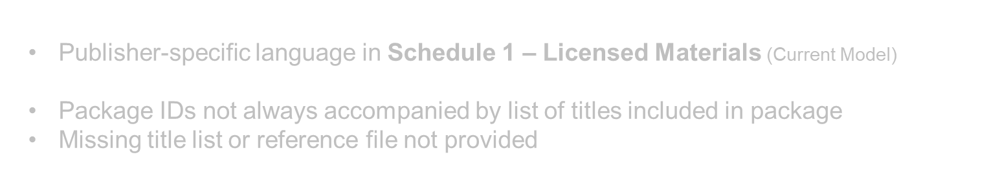 • Publisher-specific language in Schedule 1 – Licensed Materials (Current Model)
• Package IDs not always accompanied by list of titles included in package
• Missing title list or reference file not provided